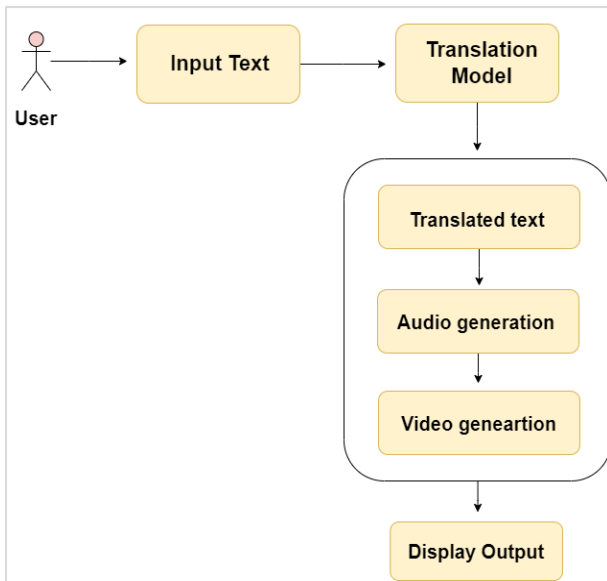 User
Input Text
Translation
Model
Translated text
Audio generation
Video geneartion
Display Output